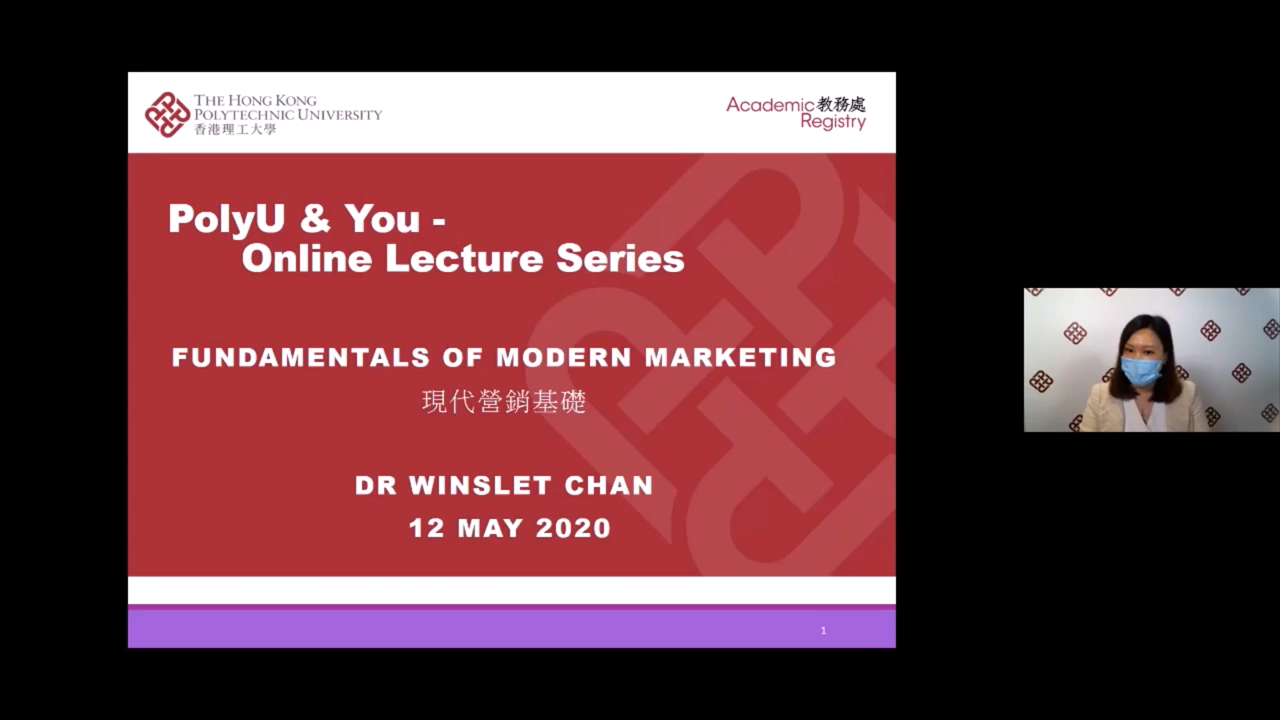 THE HONG KONG
POLYTECHNIC UNIVERSITY
香港理工大學
Academic 教務處
Registry
PolyU & You -
Online Lecture Series
FUNDAMENTALS OF MODERN MARKETING
現代營銷基礎
DR WINSLET CHAN
12 MAY 2020
1